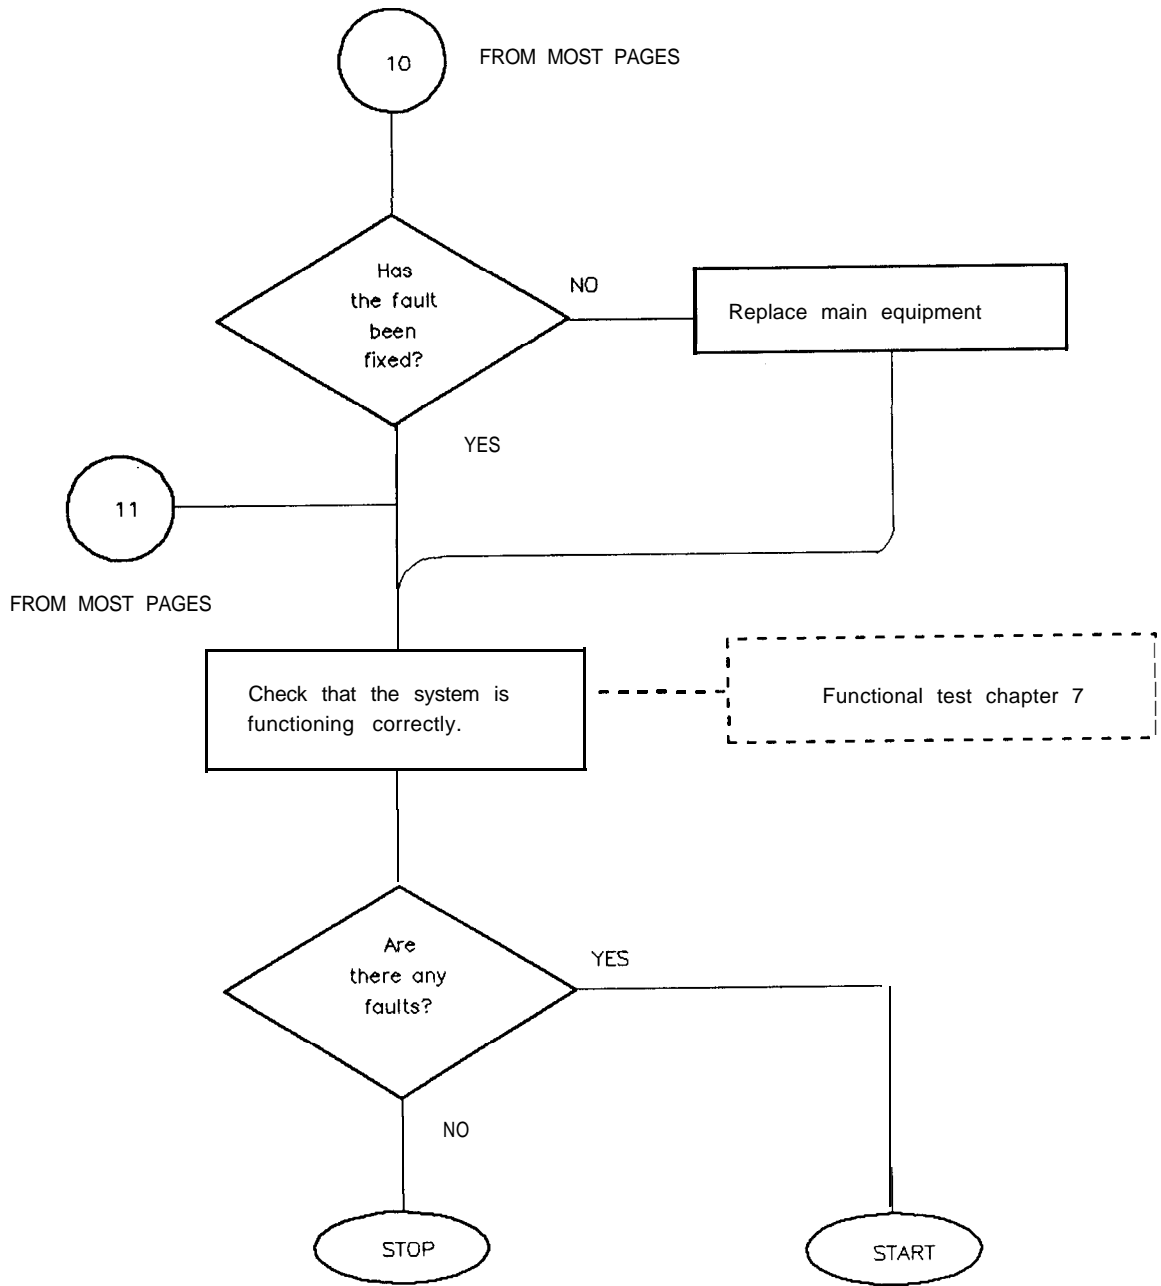 10
FROM MOST PAGES
Has
the fault
been
fixed?
NO
Replace main equipment
YES
11
FROM MOST PAGES
Check that the system is
functioning correctly.
Functional test chapter 7
Are
there any
faults?
YES
NO
STOP
START